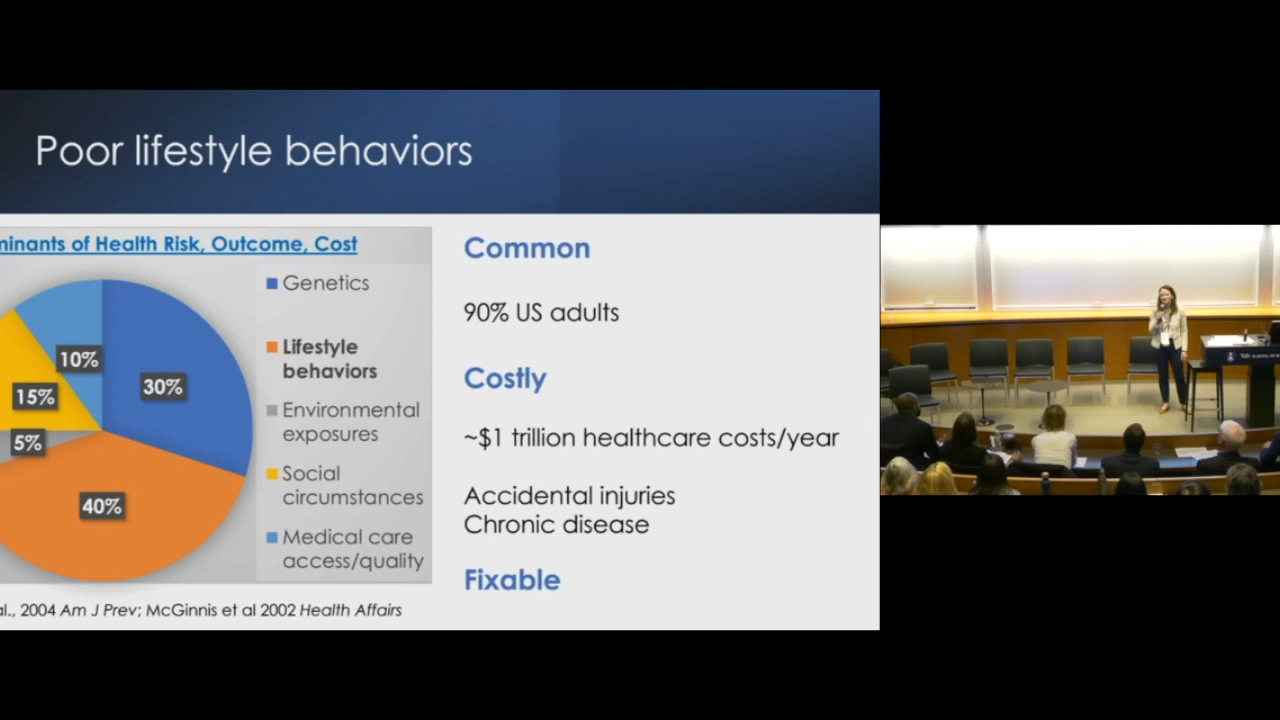 Poor lifestyle behaviors
minants of Health Risk, Outcome, Cost
Genetics
Lifestyle
behaviors
Environmental
exposures
Social
circumstances
Medical care
access/quality
10%
30%
15%
5%
40%
al., 2004 Am J Prev; McGinnis et al 2002 Health Affairs
Common
90% US adults
Costly
~$1 trillion healthcare costs/year
Accidental injuries
Chronic disease
Fixable
Yale